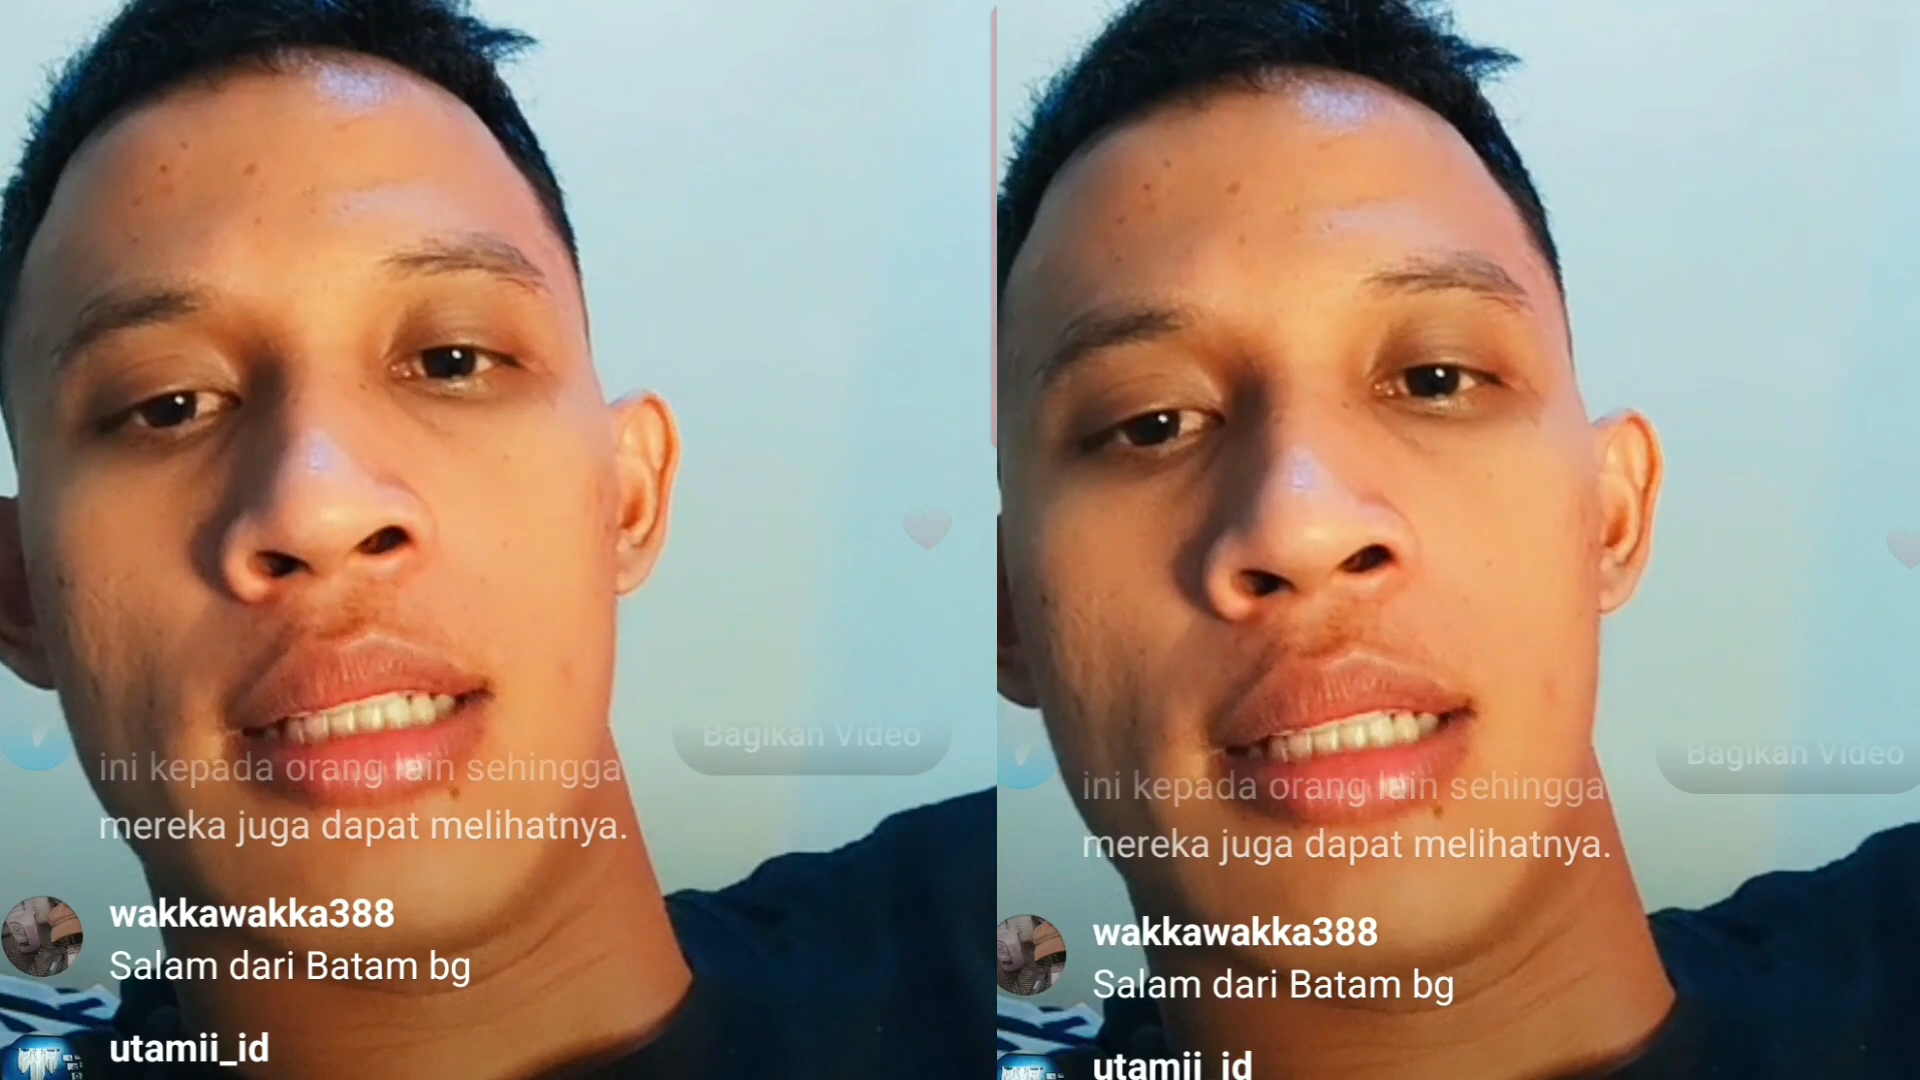 Bagikan Video
ini kepada orang lain sehingga
mereka juga dapat melihatnya.
wakkawakka388
Salam dari Batam bg
utamii_id
Bagikan Video
ini kepada orang lain sehingga
mereka juga dapat melihatnya.
wakkawakka388
Salam dari Batam bg
utamii_id